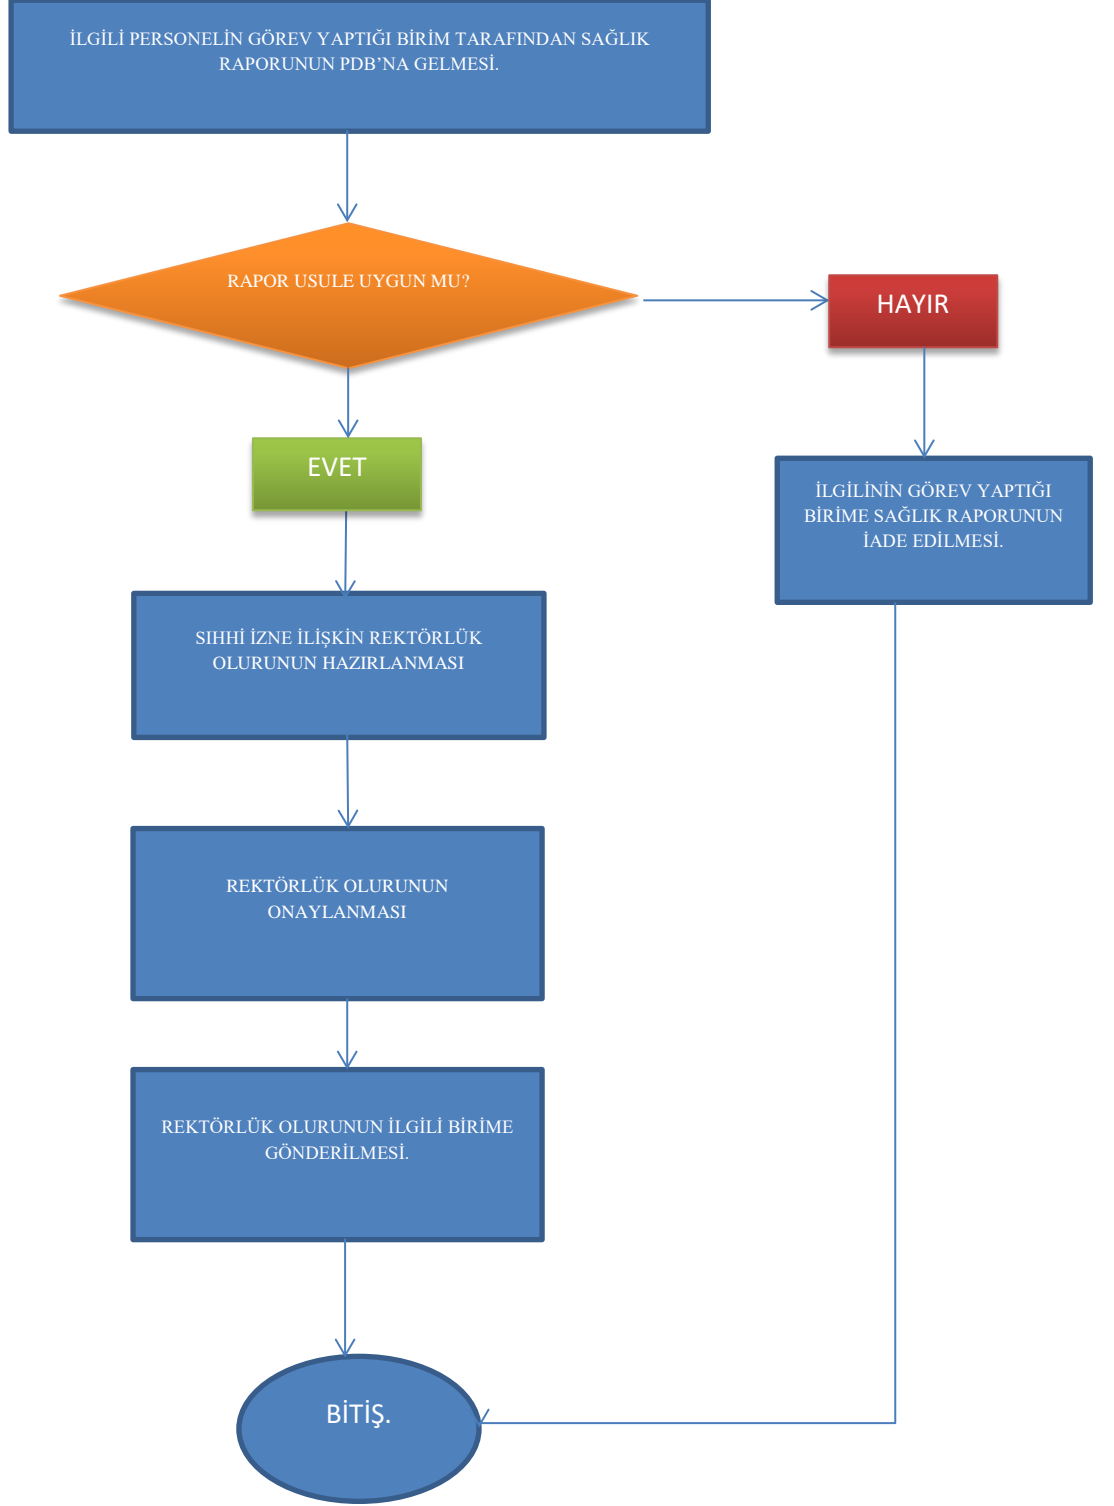 İLGİLİ PERSONELİN GÖREV YAPTIĞI BİRİM TARAFINDAN SAĞLIK
RAPORUNUN PDB’NA GELMESİ.
RAPOR USULE UYGUN MU?
HAYIR
EVET
İLGİLİNİN GÖREV YAPTIĞI
BİRİME SAĞLIK RAPORUNUN
İADE EDİLMESİ.
SIHHİ İZNE İLİŞKİN REKTÖRLÜK
OLURUNUN HAZIRLANMASI
REKTÖRLÜK OLURUNUN
ONAYLANMASI
REKTÖRLÜK OLURUNUN İLGİLİ BİRİME
GÖNDERİLMESİ.
BİTİŞ.